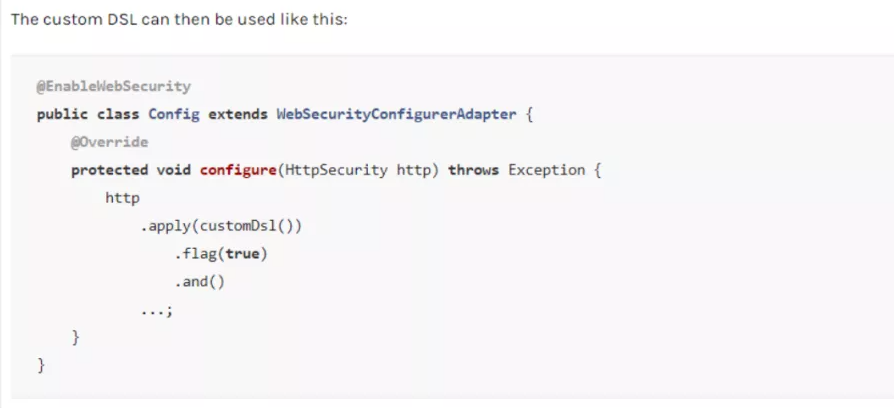 The custom DSL can then be used like this:
@EnableWebSecurity
public class Config extends WebSecurityConfigurerAdapter {
@Override
protected void configure(HttpSecurity http) throws Exception {
http
.apply(customDsl())
.flag(true)
.and()
...;
}
}